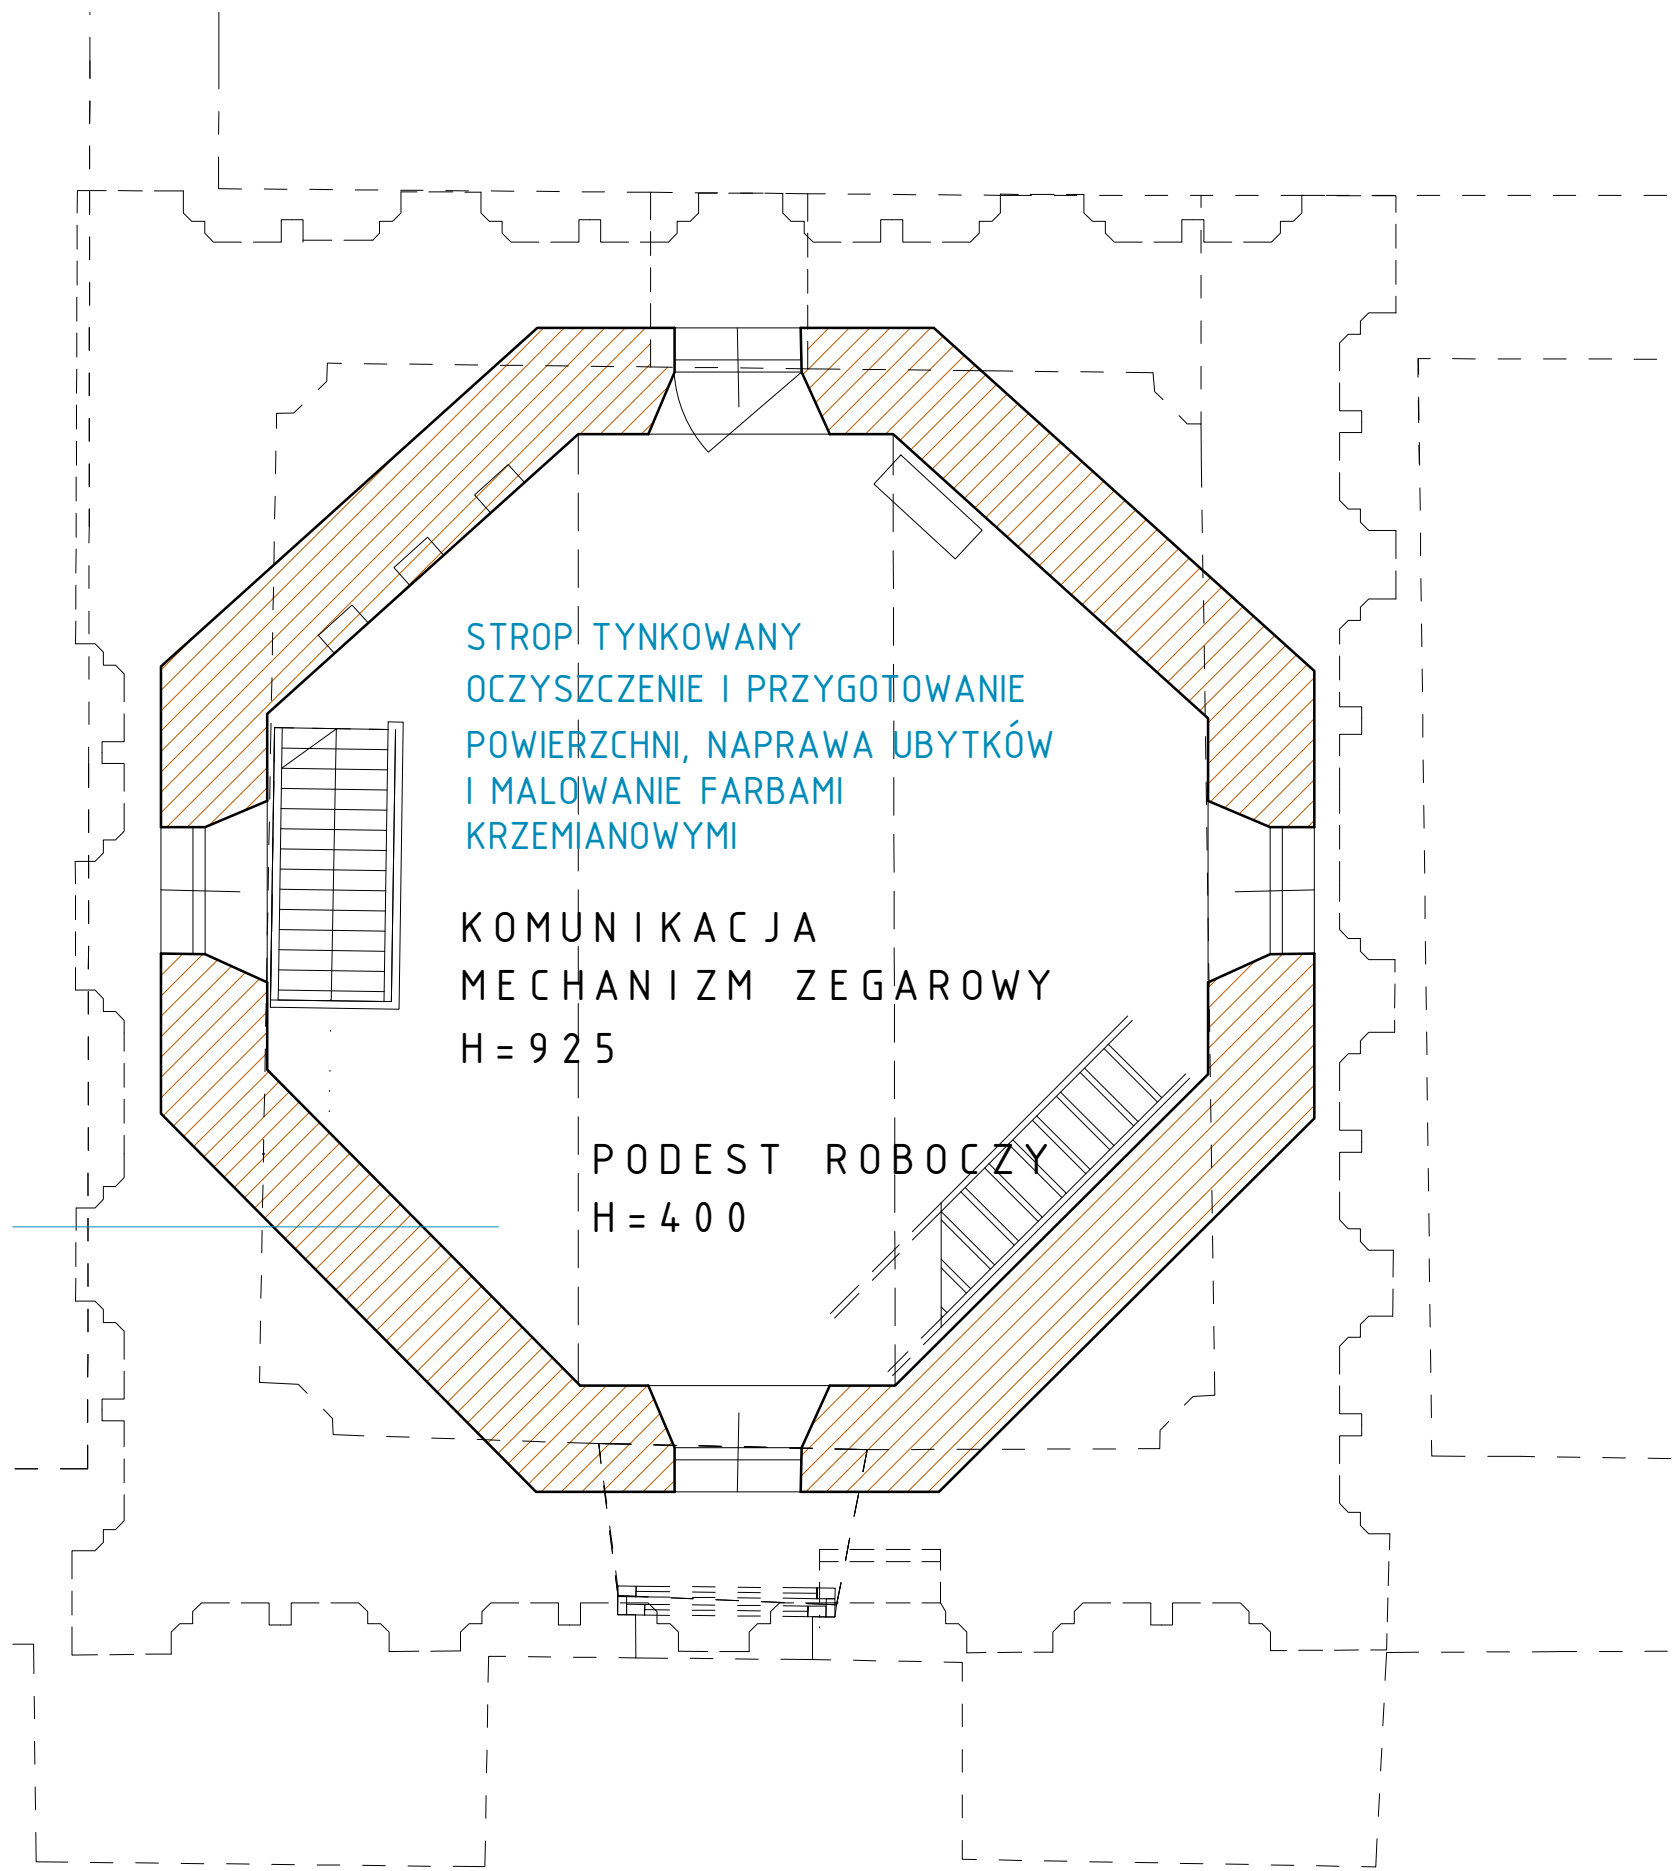 STROP TYNKOWANY
OCZYSZCZENIE I PRZYGOTOWANIE
POWIERZCHNI, NAPRAWA UBYTKÓW
I MALOWANIE FARBAMI
KRZEMIANOWYMI
KOMUNIKACJA
MECHANIZM ZEGAROWY
H=925
PODEST ROBOCZY
H=400